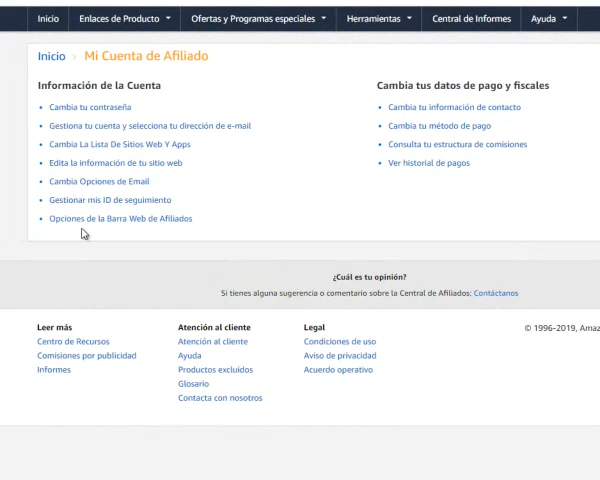 Inicio Enlaces de Producto Ofertas y Programas especiales Herramientas Central de Informes Ayuda
Inicio › Mi Cuenta de Afiliado
Información de la Cuenta
Cambia tu contraseña
Gestiona tu cuenta y selecciona tu dirección de e-mail
Cambia La Lista De Sitios Web Y Apps
Edita la información de tu sitio web
Cambia Opciones de Email
Gestionar mis ID de seguimiento
Opciones de la Barra Web de Afiliados
Cambia tus datos de pago y fiscales
Cambia tu información de contacto
Cambia tu método de pago
Consulta tu estructura de comisiones
Ver historial de pagos
¿Cuál es tu opinión?
Si tienes alguna sugerencia o comentario sobre la Central de Afiliados: Contáctanos
Leer más
Centro de Recursos
Comisiones por publicidad
Informes
Atención al cliente
Atención al cliente
Ayuda
Productos excluidos
Glosario
Contacta con nosotros
Legal
Condiciones de uso
Aviso de privacidad
Acuerdo operativo
© 1996-2019, Amaz